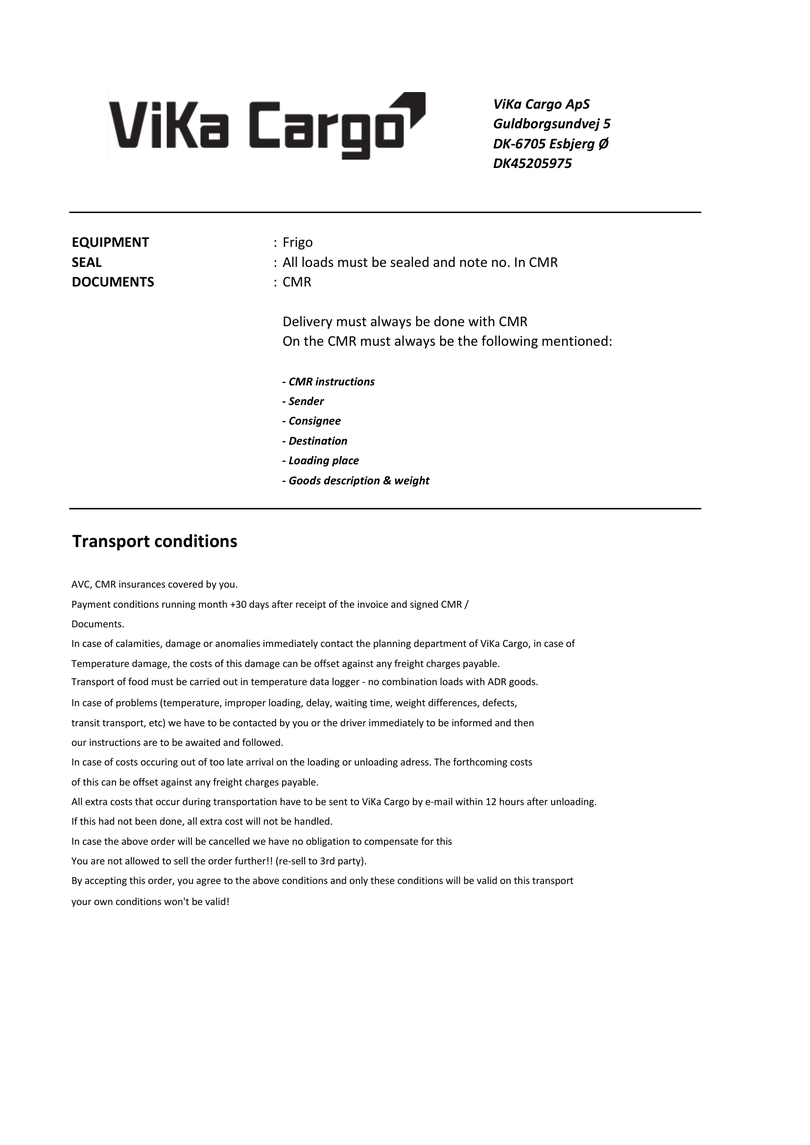 ViKa Cargo
ViKa Cargo ApS
Guldborgsundvej 5
DK-6705 Esbjerg Ø
DK45205975
EQUIPMENT : Frigo
SEAL : All loads must be sealed and note no. In CMR
DOCUMENTS : CMR
Delivery must always be done with CMR
On the CMR must always be the following mentioned:
- CMR instructions
- Sender
- Consignee
- Destination
- Loading place
- Goods description & weight
Transport conditions
AVC, CMR insurances covered by you.
Payment conditions running month +30 days after receipt of the invoice and signed CMR /
Documents.
In case of calamities, damage or anomalies immediately contact the planning department of ViKa Cargo, in case of
Temperature damage, the costs of this damage can be offset against any freight charges payable.
Transport of food must be carried out in temperature data logger - no combination loads with ADR goods.
In case of problems (temperature, improper loading, delay, waiting time, weight differences, defects,
transit transport, etc) we have to be contacted by you or the driver immediately to be informed and then
our instructions are to be awaited and followed.
In case of costs occuring out of too late arrival on the loading or unloading adress. The forthcoming costs
of this can be offset against any freight charges payable.
All extra costs that occur during transportation have to be sent to ViKa Cargo by e-mail within 12 hours after unloading.
If this had not been done, all extra cost will not be handled.
In case the above order will be cancelled we have no obligation to compensate for this
You are not allowed to sell the order further!! (re-sell to 3rd party).
By accepting this order, you agree to the above conditions and only these conditions will be valid on this transport
your own conditions won't be valid!